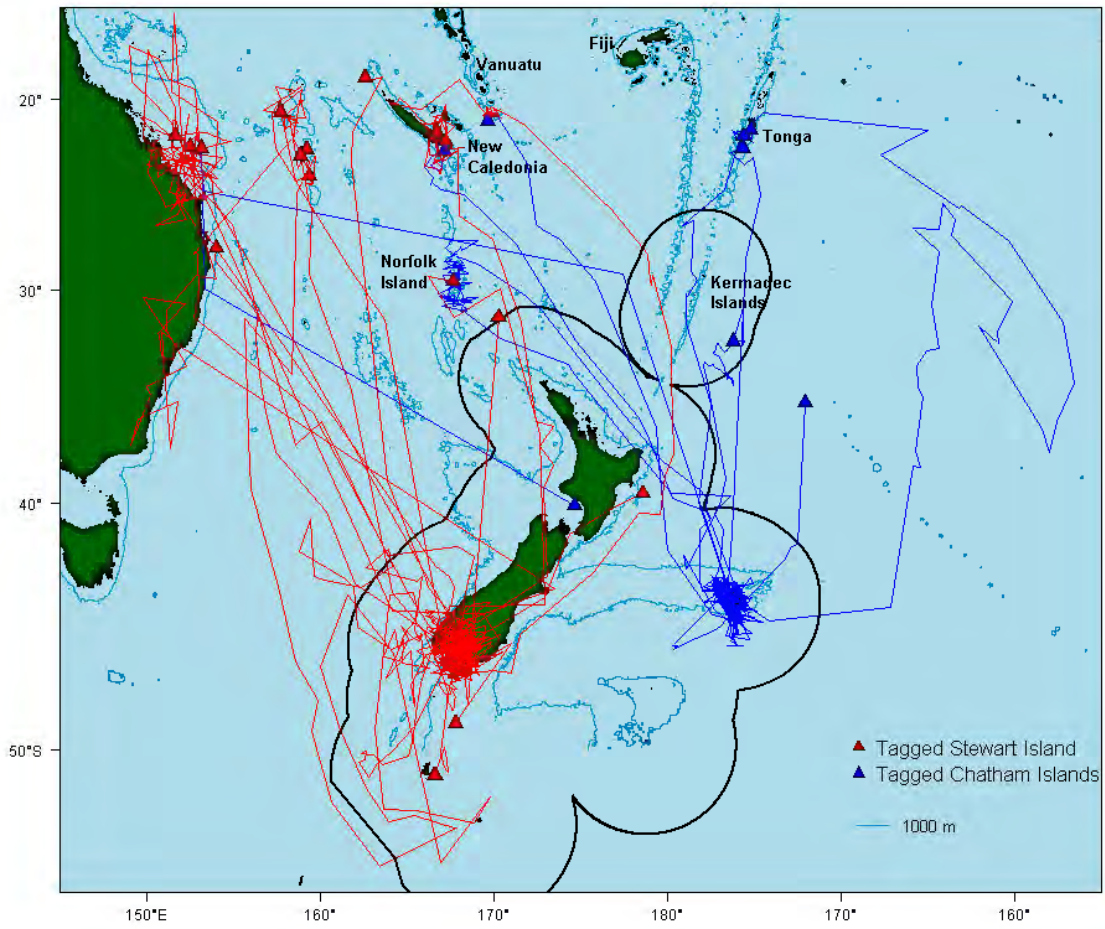 Fiji
Vanuatu
20°
Tonga
New
Caledonia
Norfolk
Island
Kermadec
Islands
30°
40°
50°S
Tagged Stewart Island
Tagged Chatham Islands
1000 m
150°E
160°
170°
180°
170°
160°